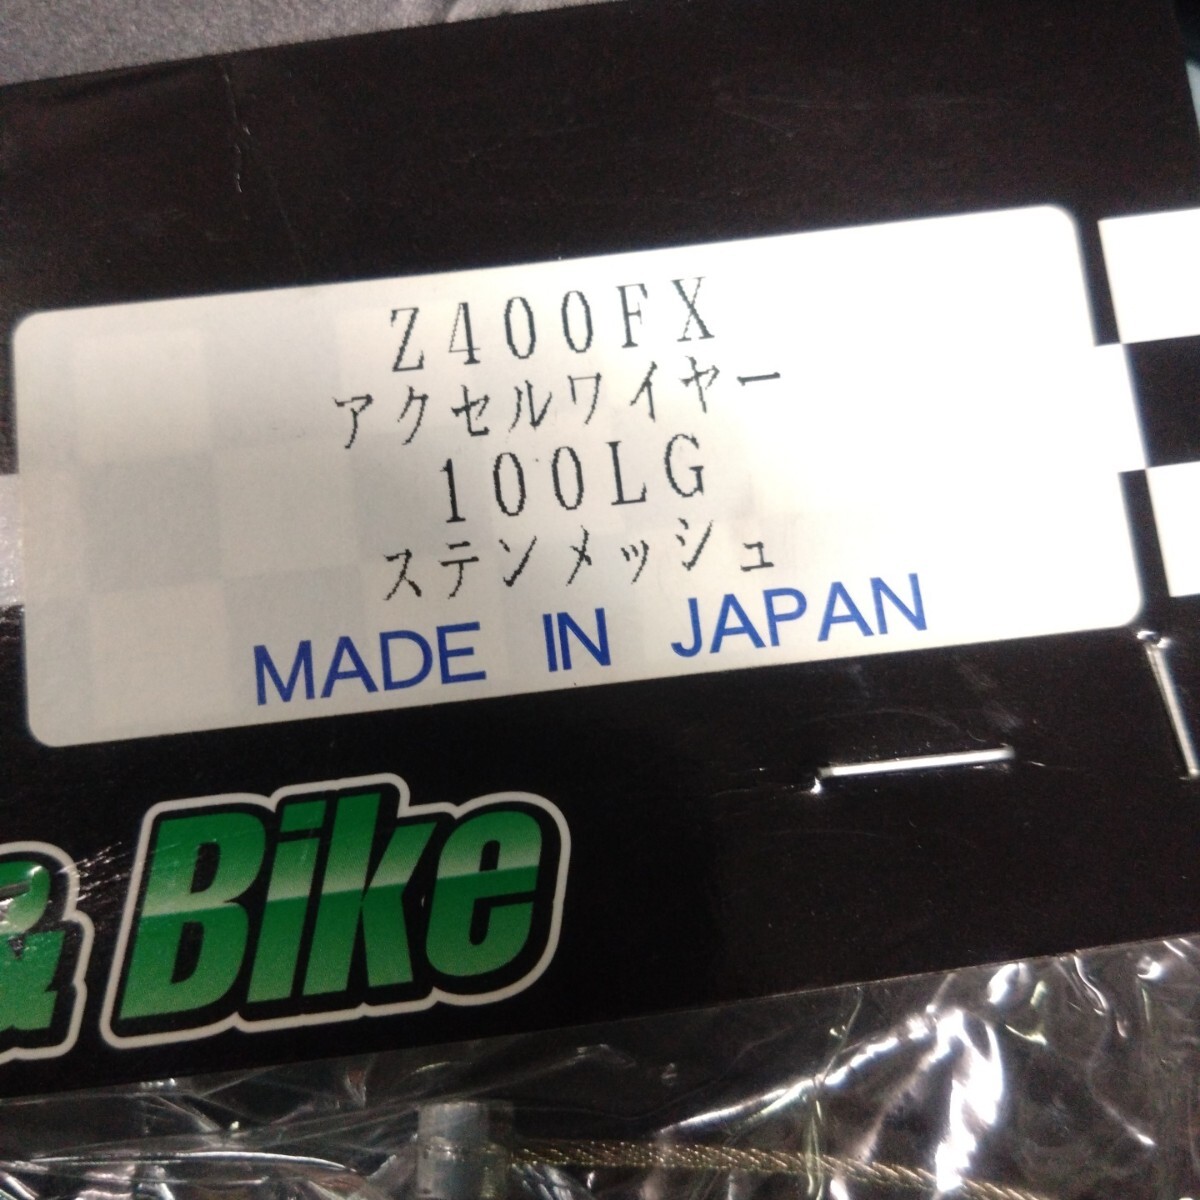 Z400FX
アクセルワイヤー
100LG
ステンメッシュ
MADE IN JAPAN
& Bike